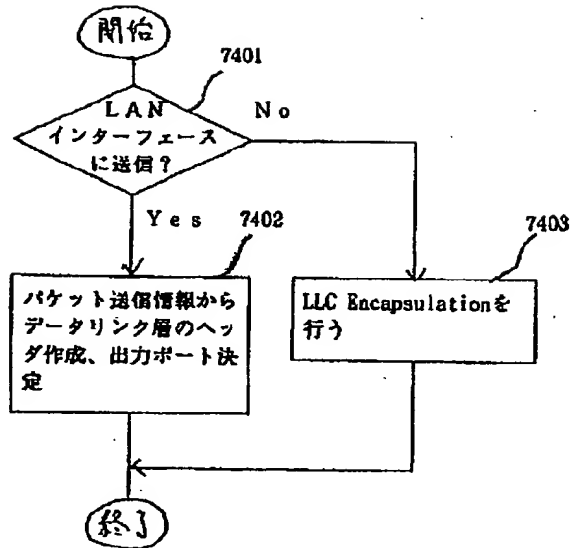 開始
7401
LAN
インターフェース
に送信？
No
Yes
7402
7403
パケット送信情報から
データリンク層のヘッ
ダ作成、出力ポート決
定
LLC Encapsulationを
行う
終了